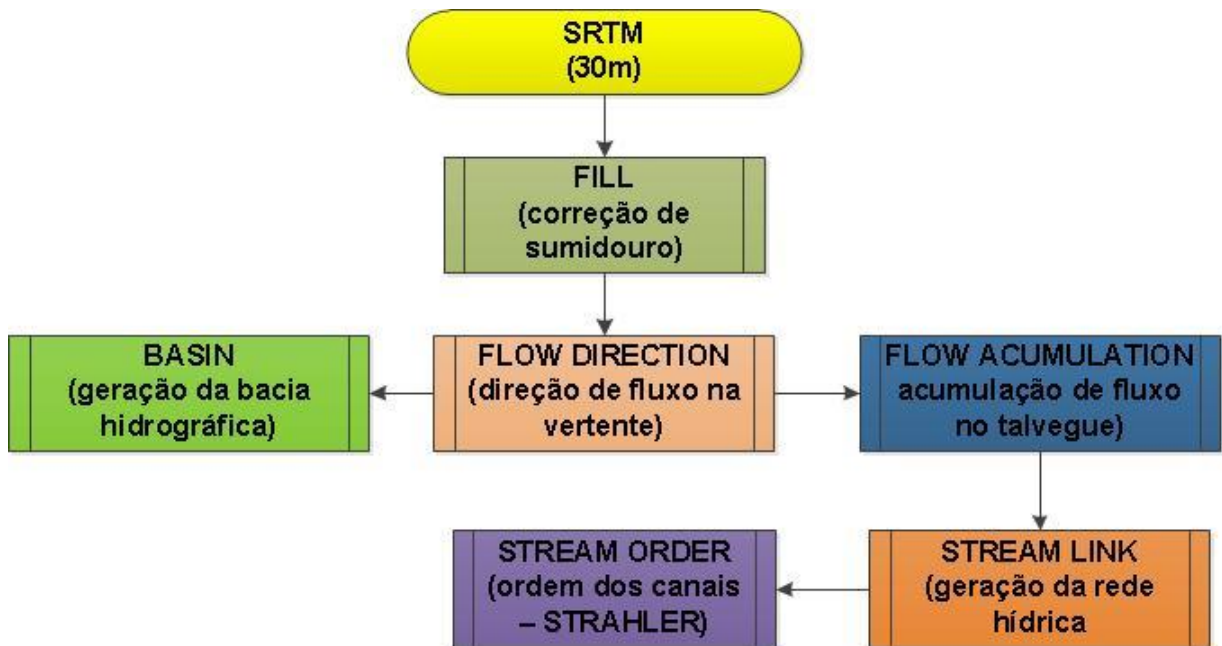 SRTM
(30m)
FILL
(correção de
sumidouro)
BASIN
(geração da bacia
hidrográfica)
FLOW DIRECTION
(direção de fluxo na
vertente)
FLOW ACUMULATION
acumulação de fluxo
no talvegue)
STREAM ORDER
(ordem dos canais
– STRAHLER)
STREAM LINK
(geração da rede
hídrica